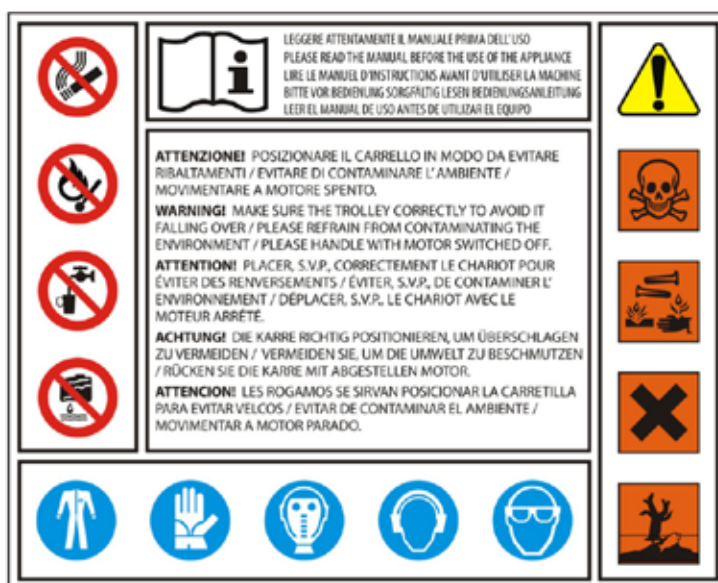 LEGGERE ATTENTAMENTE IL MANUALE PRIMA DELL'USO
PLEASE READ THE MANUAL BEFORE THE USE OF THE APPLIANCE
LIRE LE MANUEL D'INSTRUCTIONS AVANT D'UTILISER LA MACHINE
BITTE VOR BEDIENUNG SORGFÄLTIG LESEN BEDIENUNGSANLEITUNG
LEER EL MANUAL DE USO ANTES DE UTILIZAR EL EQUIPO
ATTENZIONE! POSIZIONARE IL CARRELLO IN MODO DA EVITARE
RIBALTAMENTI / EVITARE DI CONTAMINARE L'AMBIENTE /
MOVIMENTARE A MOTORE SPENTO.
WARNING! MAKE SURE THE TROLLEY CORRECTLY TO AVOID IT
FALLING OVER / PLEASE REFRAIN FROM CONTAMINATING THE
ENVIRONMENT / PLEASE HANDLE WITH MOTOR SWITCHED OFF.
ATTENTION! PLACER, S.V.P., CORRECTEMENT LE CHARIOT POUR
ÉVITER DES RENVERSEMENTS / ÉVITER, S.V.P., DE CONTAMINER L'
ENVIRONNEMENT / DÉPLACER, S.V.P., LE CHARIOT AVEC LE
MOTEUR ARRÉTÉ.
ACHTUNG! DIE KARRE RICHTIG POSITIONIEREN, UM ÜBERSCHLAGEN
ZU VERMEIDEN / VERMEIDEN SIE, UM DIE UMWELT ZU BESCHMUTZEN
/ RÜCKEN SIE DIE KARRE MIT ABGESTELLEN MOTOR.
ATTENCION! LES ROGAMOS SE SIRVAN POSICIONAR LA CARRETILLA
PARA EVITAR VELCOS / EVITAR DE CONTAMINAR EL AMBIENTE /
MOVIMENTAR A MOTOR PARADO.